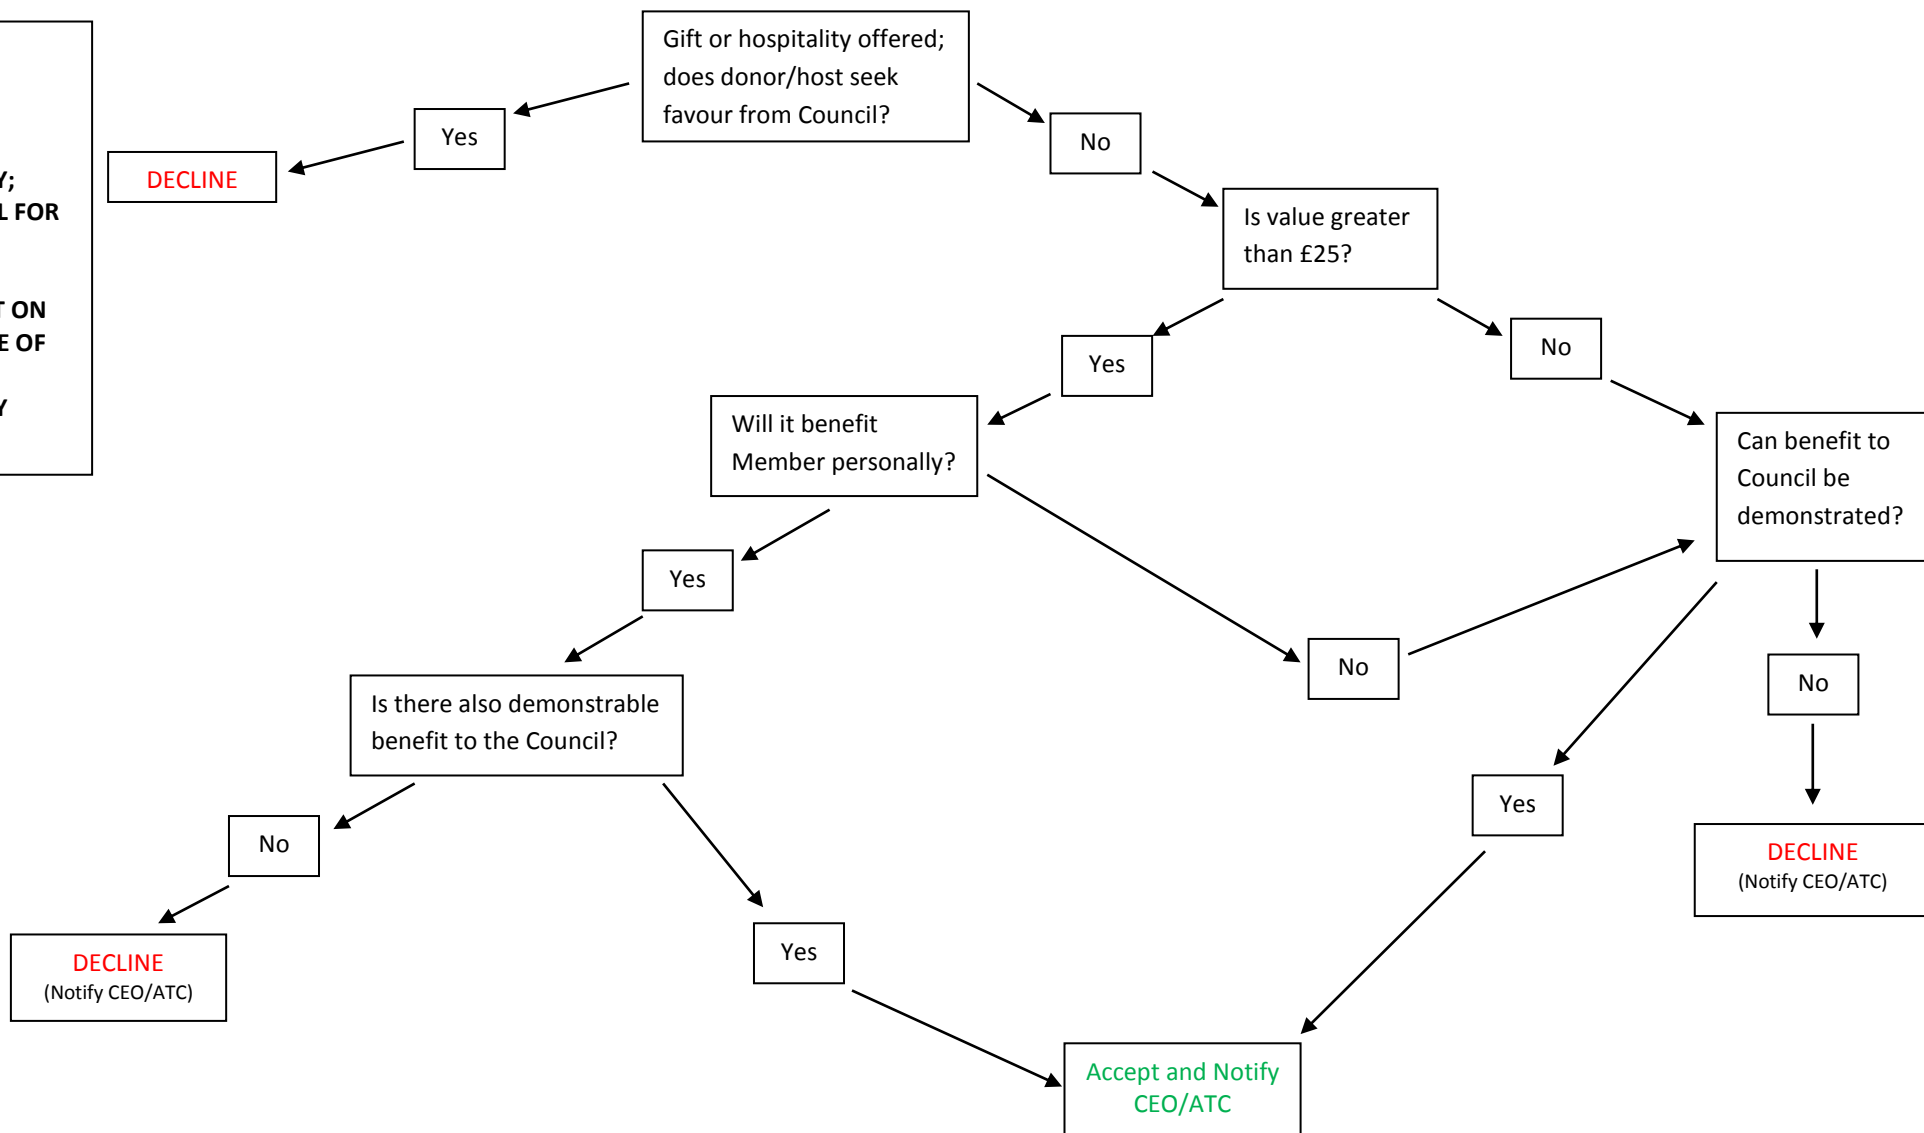 Gift or hospitality offered;
does donor/host seek
favour from Council?
Yes
No
DECLINE
Y;
L FOR
T ON
E OF
Y
Is value greater
than £25?
Yes
No
Will it benefit
Member personally?
Can benefit to
Council be
demonstrated?
Yes
No
No
Is there also demonstrable
benefit to the Council?
Yes
No
Yes
DECLINE
(Notify CEO/ATC)
DECLINE
(Notify CEO/ATC)
Accept and Notify
CEO/ATC